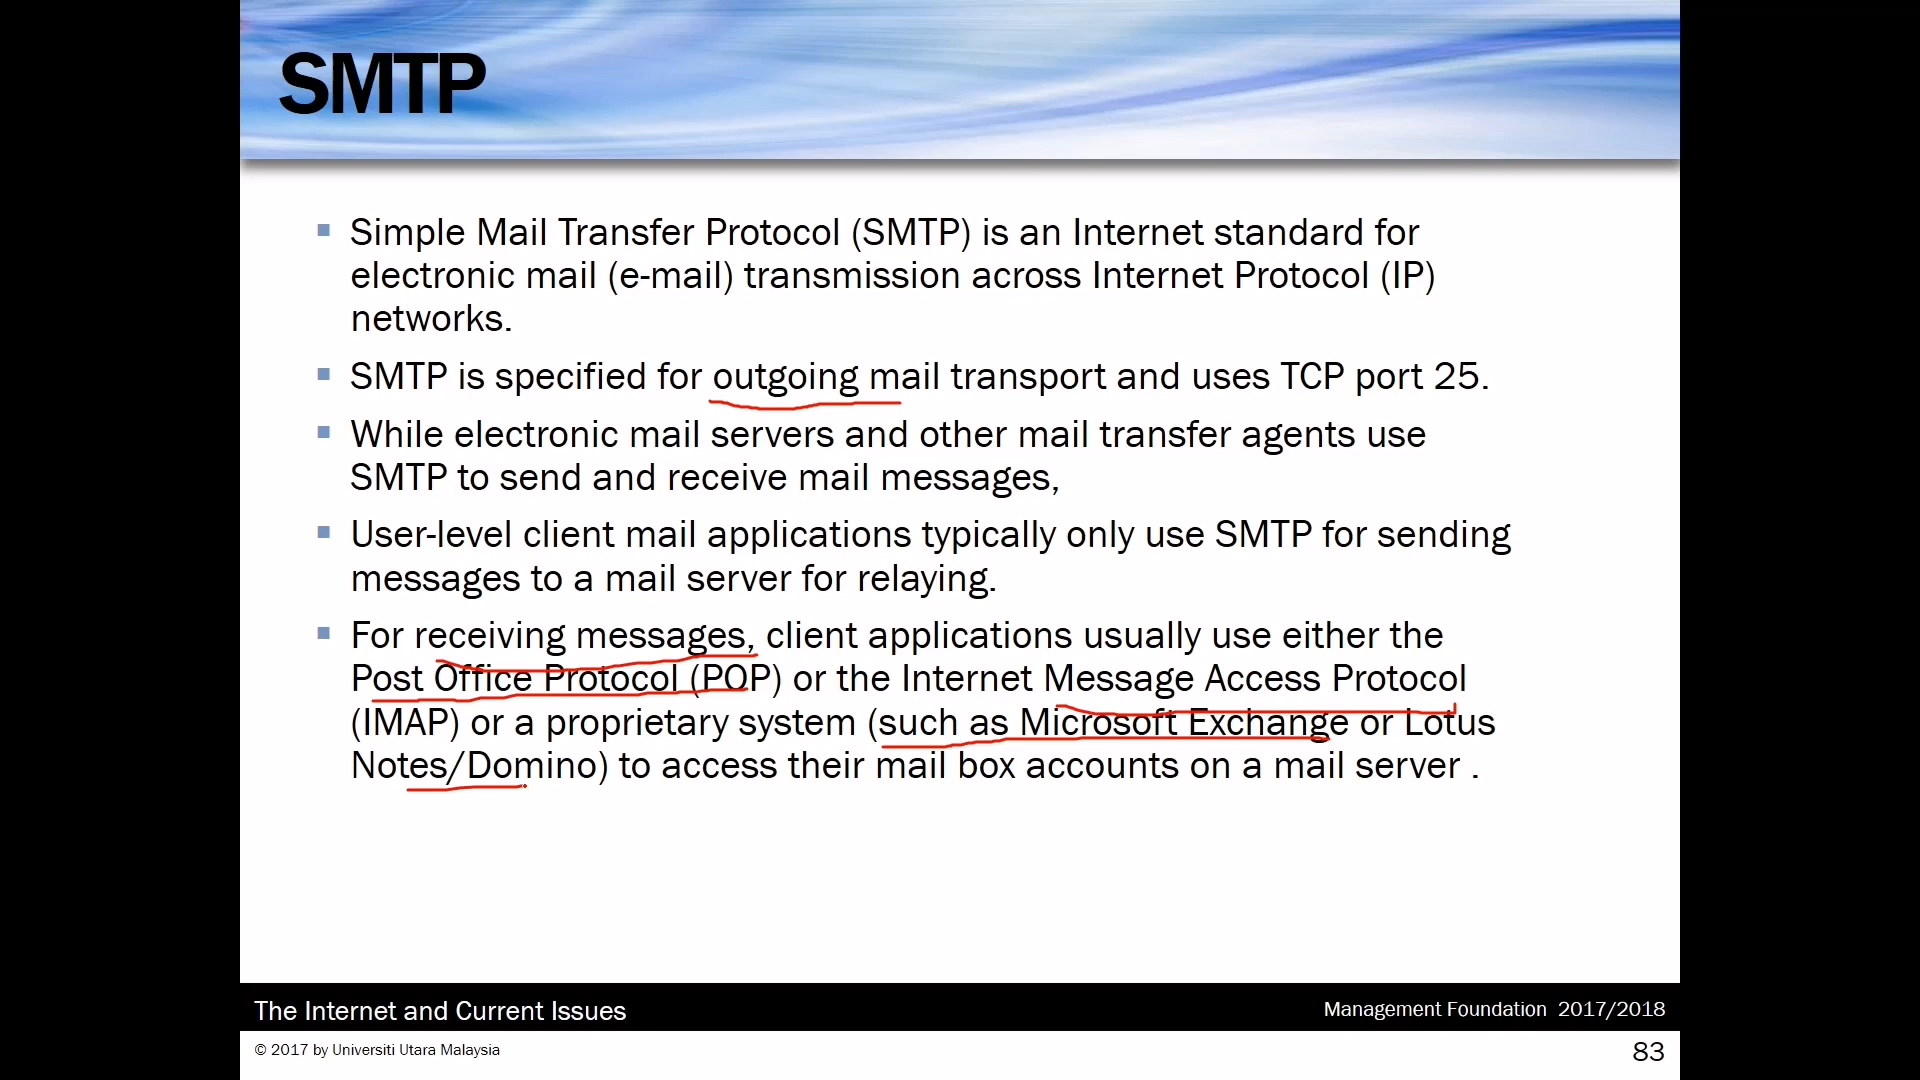 SMTP
Simple Mail Transfer Protocol (SMTP) is an Internet standard for
electronic mail (e-mail) transmission across Internet Protocol (IP)
networks.
SMTP is specified for outgoing mail transport and uses TCP port 25.
While electronic mail servers and other mail transfer agents use
SMTP to send and receive mail messages,
User-level client mail applications typically only use SMTP for sending
messages to a mail server for relaying.
For receiving messages, client applications usually use either the
Post Office Protocol (POP) or the Internet Message Access Protocol
(IMAP) or a proprietary system (such as Microsoft Exchange or Lotus
Notes/Domino) to access their mail box accounts on a mail server .
The Internet and Current Issues
Management Foundation 2017/2018
© 2017 by Universiti Utara Malaysia
83